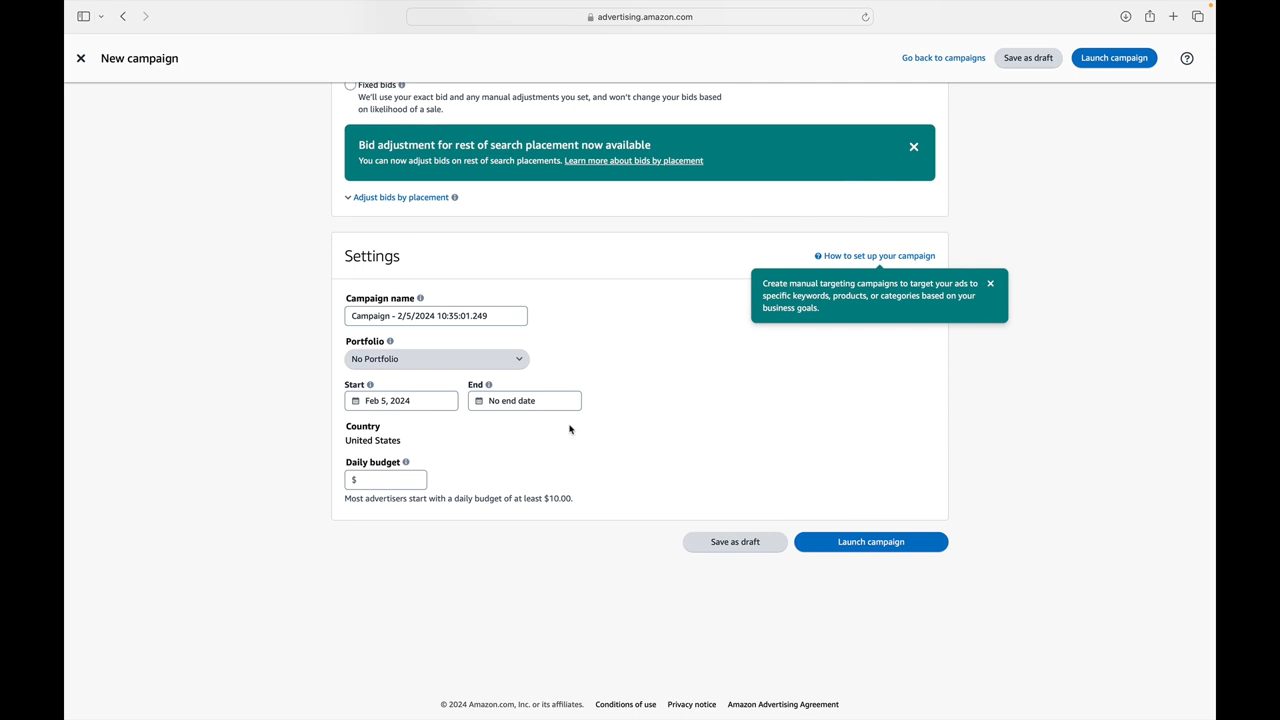 advertising.amazon.com
New campaign
Go back to campaigns
Save as draft
Launch campaign
Fixed bids
We'll use your exact bid and any manual adjustments you set, and won't change your bids based
on likelihood of a sale.
Bid adjustment for rest of search placement now available
You can now adjust bids on rest of search placements. Learn more about bids by placement
Adjust bids by placement
Settings
How to set up your campaign
Create manual targeting campaigns to target your ads to
specific keywords, products, or categories based on your
business goals.
Campaign name
Campaign - 2/5/2024 10:35:01.249
Portfolio
No Portfolio
Start
End
Feb 5, 2024
No end date
Country
United States
Daily budget
$
Most advertisers start with a daily budget of at least $10.00.
Save as draft
Launch campaign
© 2024 Amazon.com, Inc. or its affiliates.
Conditions of use
Privacy notice
Amazon Advertising Agreement